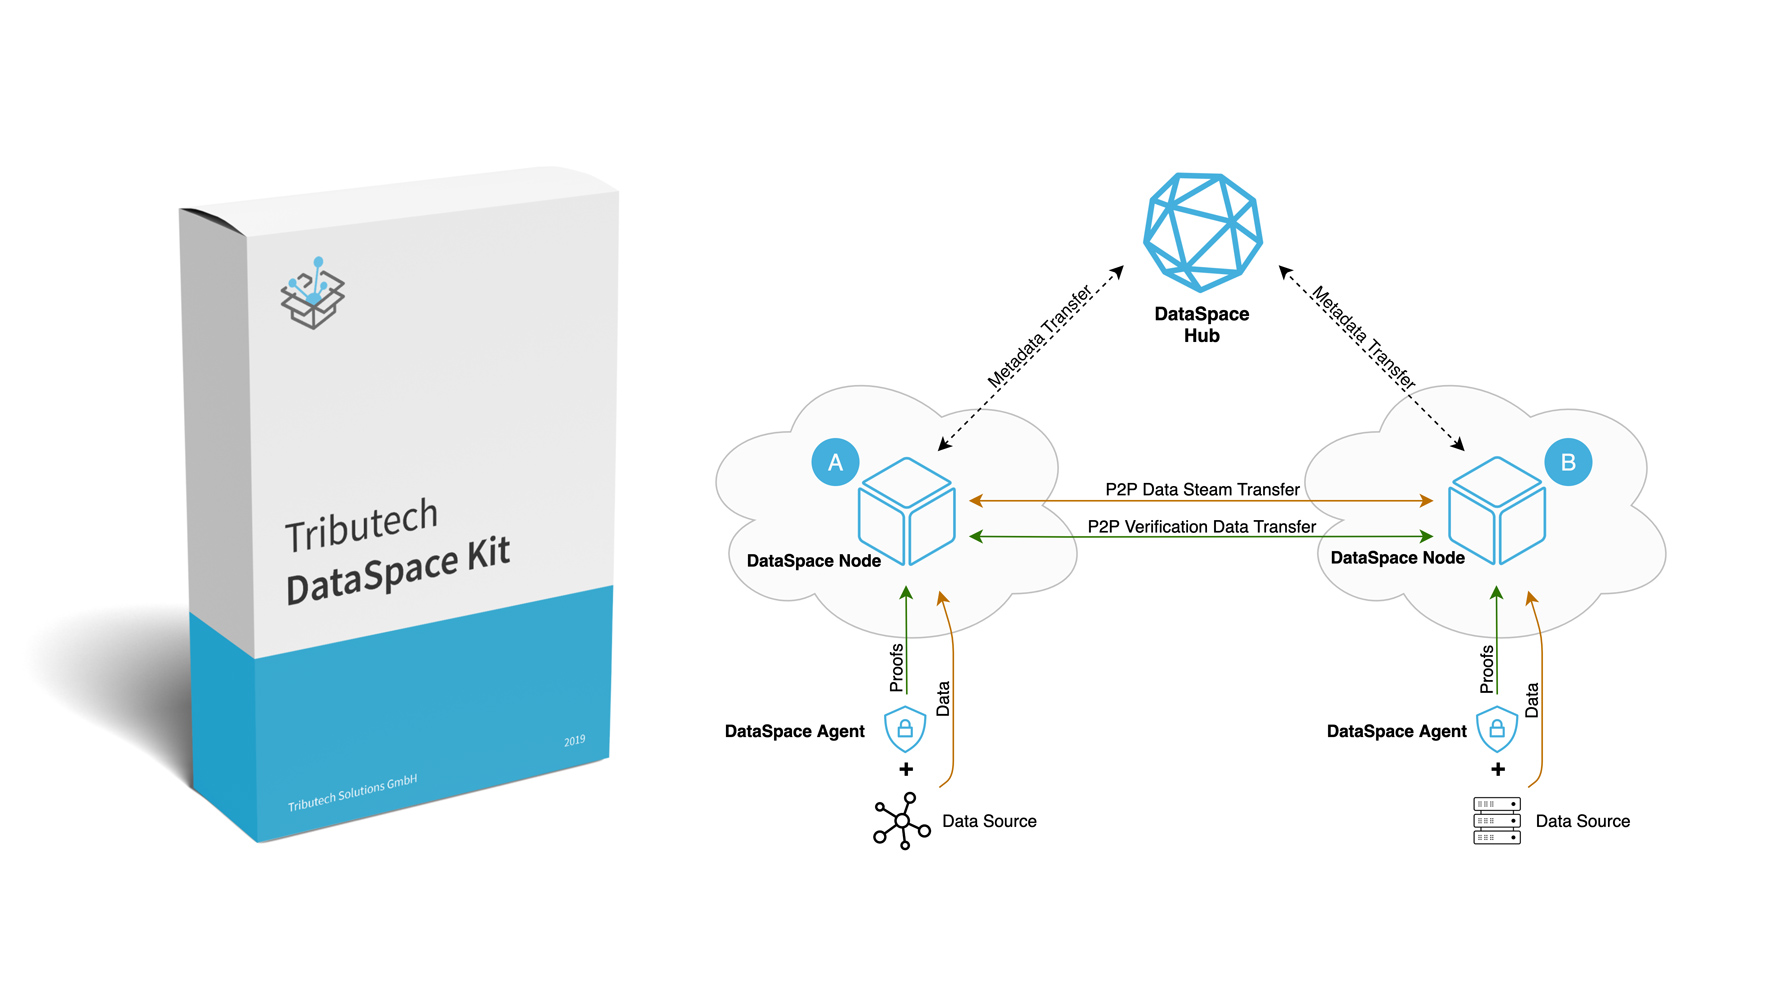 Tributech
DataSpace Kit
2019
Tributech Solutions GmbH
DataSpace
Hub
Metadata Transfer
Metadata Transfer
A
B
P2P Data Steam Transfer
P2P Verification Data Transfer
DataSpace Node
DataSpace Node
Proofs
Data
Proofs
Data
DataSpace Agent
DataSpace Agent
+
+
Data Source
Data Source